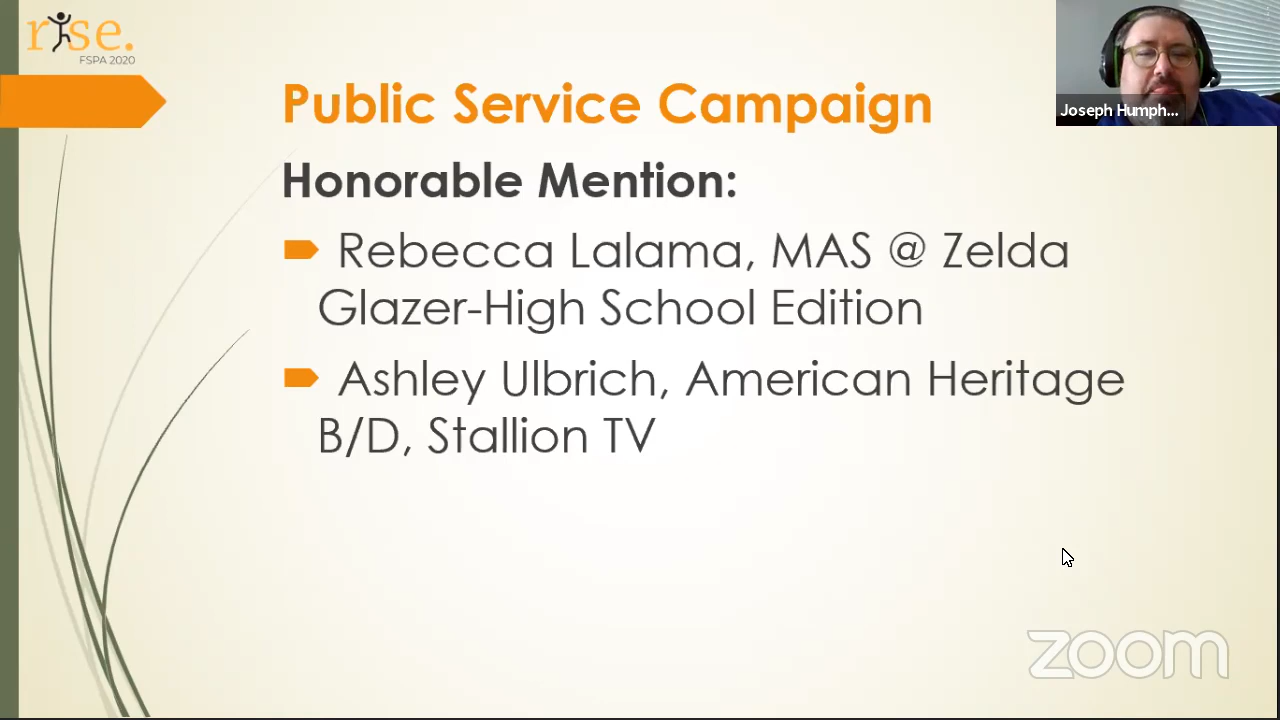 rise.
FSPA 2020
Public Service Campaign
Joseph Humph...
Honorable Mention:
Rebecca Lalama, MAS @ Zelda
Glazer-High School Edition
Ashley Ulbrich, American Heritage
B/D, Stallion TV
zoom